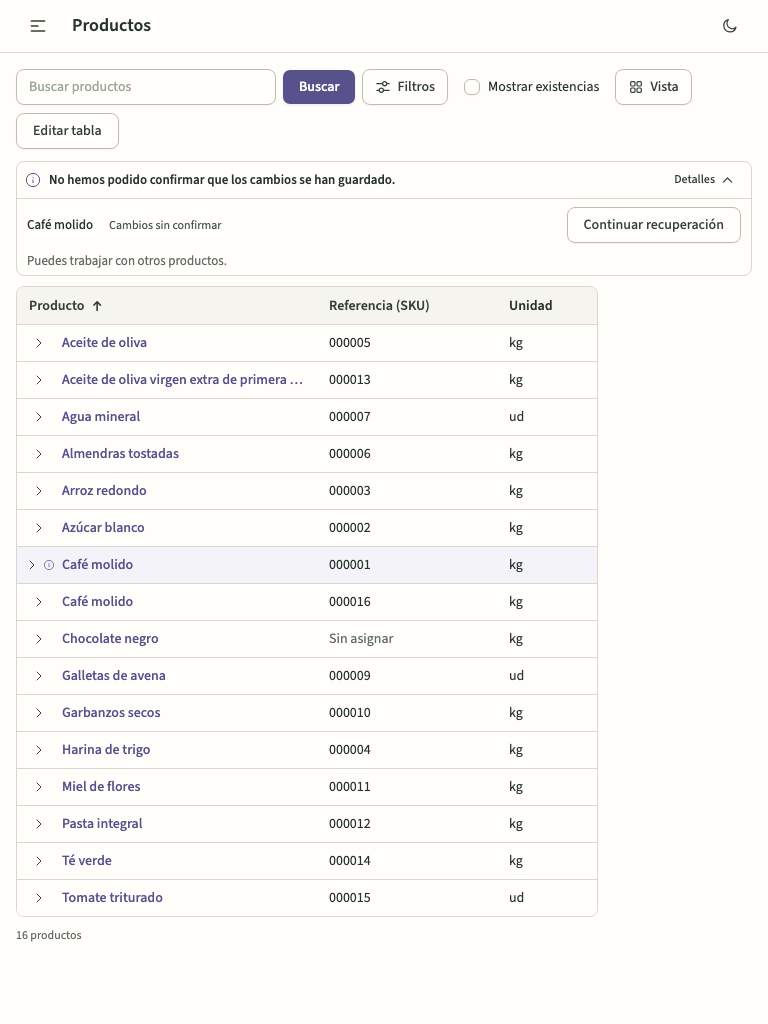 Productos
Buscar productos
Buscar
Filtros
Mostrar existencias
Vista
Editar tabla
No hemos podido confirmar que los cambios se han guardado.
Detalles
Café molido Cambios sin confirmar
Continuar recuperación
Puedes trabajar con otros productos.
Producto Referencia (SKU) Unidad
Aceite de oliva 000005 kg
Aceite de oliva virgen extra de primera … 000013 kg
Agua mineral 000007 ud
Almendras tostadas 000006 kg
Arroz redondo 000003 kg
Azúcar blanco 000002 kg
Café molido 000001 kg
Café molido 000016 kg
Chocolate negro Sin asignar kg
Galletas de avena 000009 ud
Garbanzos secos 000010 kg
Harina de trigo 000004 kg
Miel de flores 000011 kg
Pasta integral 000012 kg
Té verde 000014 kg
Tomate triturado 000015 ud
16 productos